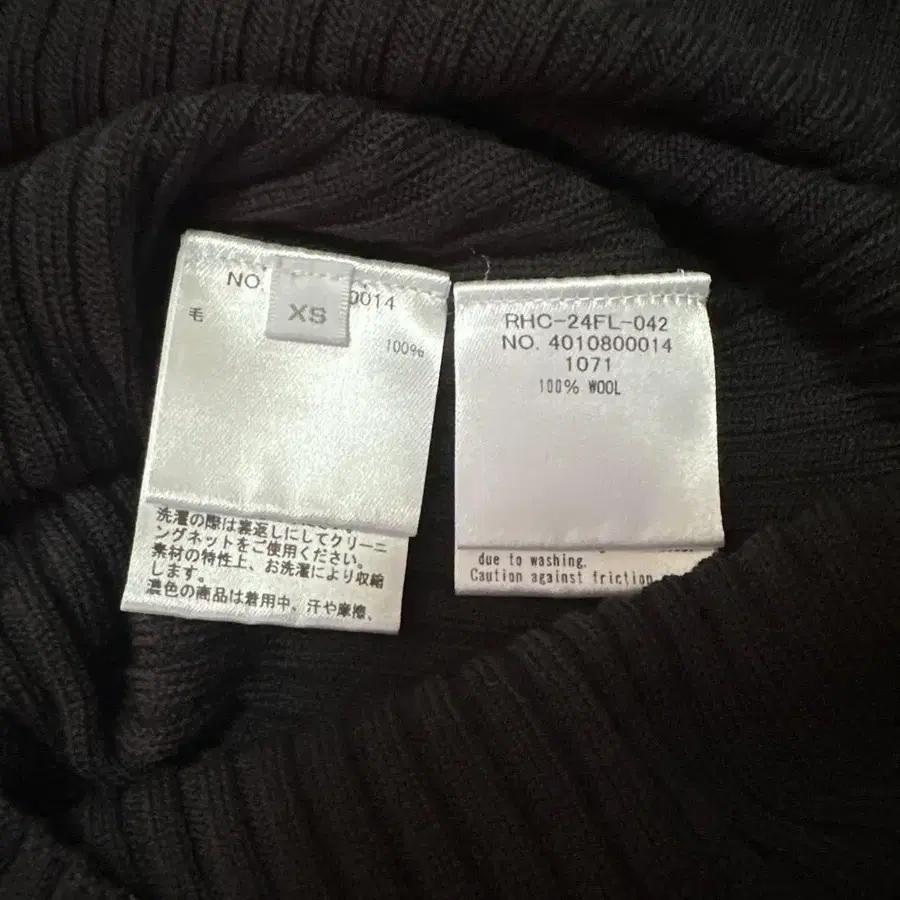 NO. 0014
XS
毛
100%
洗濯の際は裏返しにしてクリーニ
ングネットをご使用ください。
素材の特性上、お洗濯により収縮
します。
濃色の商品は着用中、汗や摩擦、
RHC-24FL-042
NO. 4010800014
1071
100% WOOL
due to washing.
Caution against friction